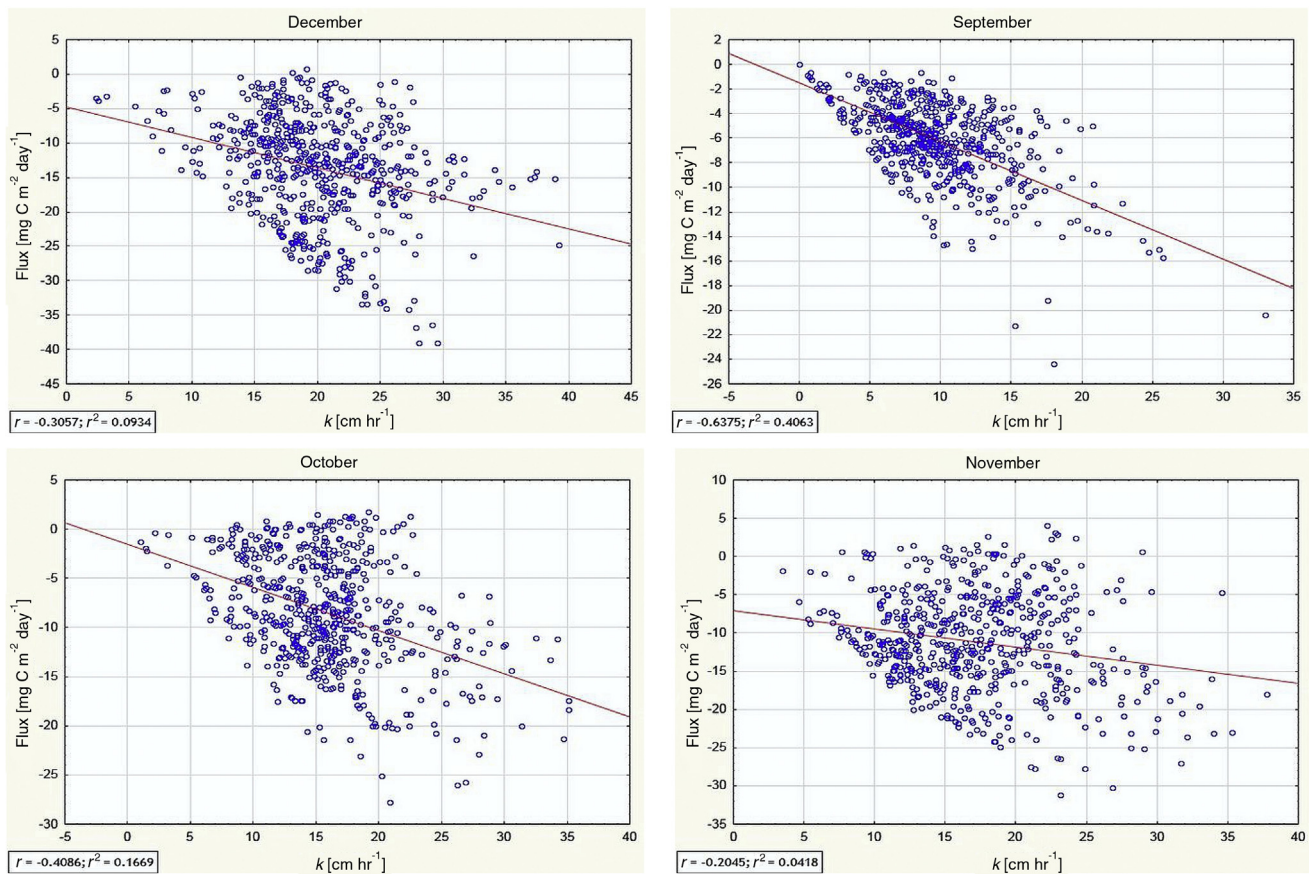 December
5
0
-5
-10
-15
-20
-25
-30
-35
-40
-45
Flux [mg C m⁻² day⁻¹]
0 5 10 15 20 25 30 35 40 45
k [cm hr⁻¹]
r = -0.3057; r² = 0.0934
September
2
0
-2
-4
-6
-8
-10
-12
-14
-16
-18
-20
-22
-24
-26
Flux [mg C m⁻² day⁻¹]
-5 0 5 10 15 20 25 30 35
k [cm hr⁻¹]
r = -0.6375; r² = 0.4063
October
5
0
-5
-10
-15
-20
-25
-30
Flux [mg C m⁻² day⁻¹]
-5 0 5 10 15 20 25 30 35 40
k [cm hr⁻¹]
r = -0.4086; r² = 0.1669
November
10
5
0
-5
-10
-15
-20
-25
-30
-35
Flux [mg C m⁻² day⁻¹]
0 5 10 15 20 25 30 35 40
k [cm hr⁻¹]
r = -0.2045; r² = 0.0418